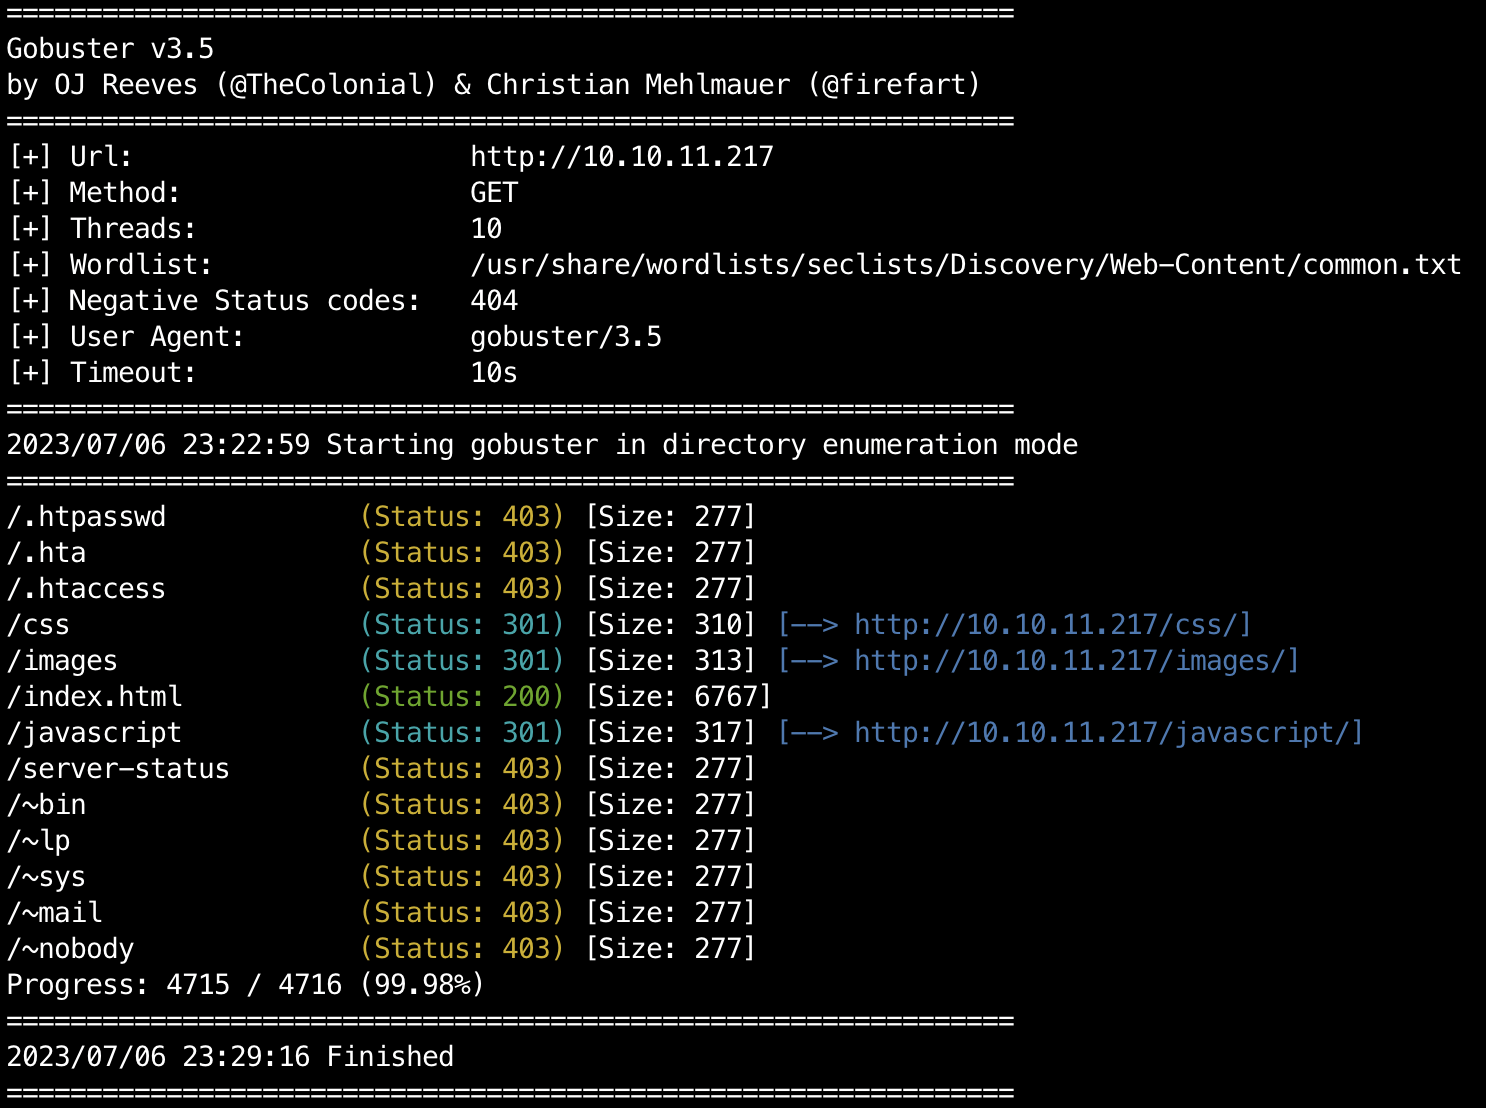 ===============================================================
Gobuster v3.5
by OJ Reeves (@TheColonial) & Christian Mehlmauer (@firefart)
===============================================================
[+] Url:                     http://10.10.11.217
[+] Method:                  GET
[+] Threads:                 10
[+] Wordlist:                /usr/share/wordlists/seclists/Discovery/Web-Content/common.txt
[+] Negative Status codes:   404
[+] User Agent:              gobuster/3.5
[+] Timeout:                 10s
===============================================================
2023/07/06 23:22:59 Starting gobuster in directory enumeration mode
===============================================================
/.htpasswd            (Status: 403) [Size: 277]
/.hta                 (Status: 403) [Size: 277]
/.htaccess            (Status: 403) [Size: 277]
/css                  (Status: 301) [Size: 310] [--> http://10.10.11.217/css/]
/images               (Status: 301) [Size: 313] [--> http://10.10.11.217/images/]
/index.html           (Status: 200) [Size: 6767]
/javascript           (Status: 301) [Size: 317] [--> http://10.10.11.217/javascript/]
/server-status        (Status: 403) [Size: 277]
/~bin                 (Status: 403) [Size: 277]
/~lp                  (Status: 403) [Size: 277]
/~sys                 (Status: 403) [Size: 277]
/~mail                (Status: 403) [Size: 277]
/~nobody              (Status: 403) [Size: 277]
Progress: 4715 / 4716 (99.98%)
===============================================================
2023/07/06 23:29:16 Finished
===============================================================